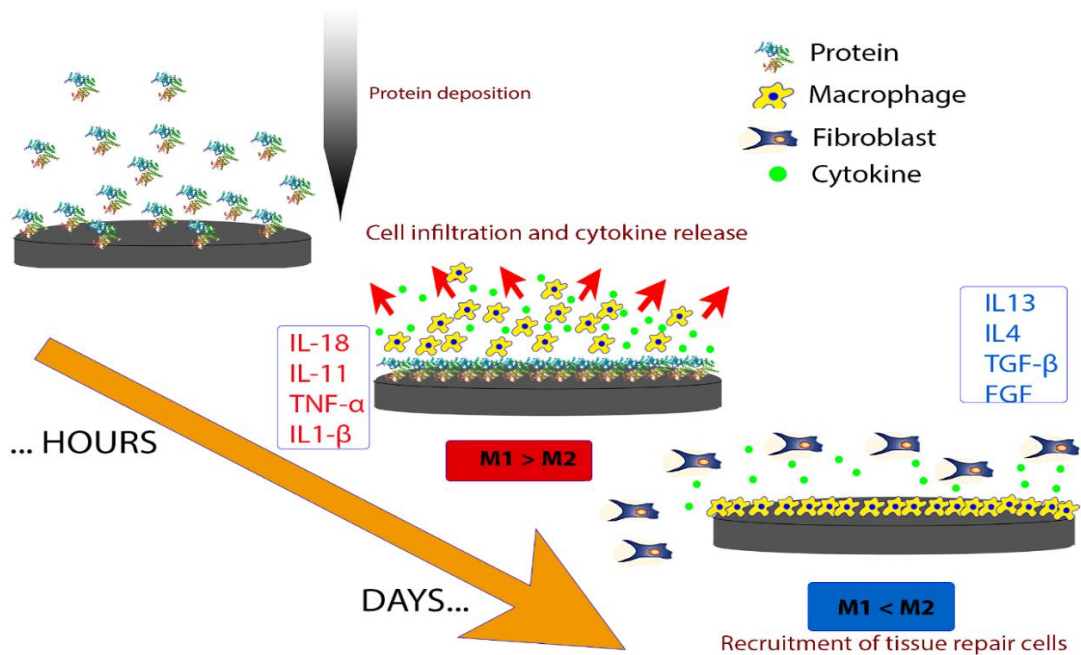 Protein deposition
Protein
Macrophage
Fibroblast
Cytokine
Cell infiltration and cytokine release
IL-18
IL-11
TNF-α
IL1-β
IL13
IL4
TGF-β
FGF
... HOURS
M1 > M2
DAYS...
M1 < M2
Recruitment of tissue repair cells